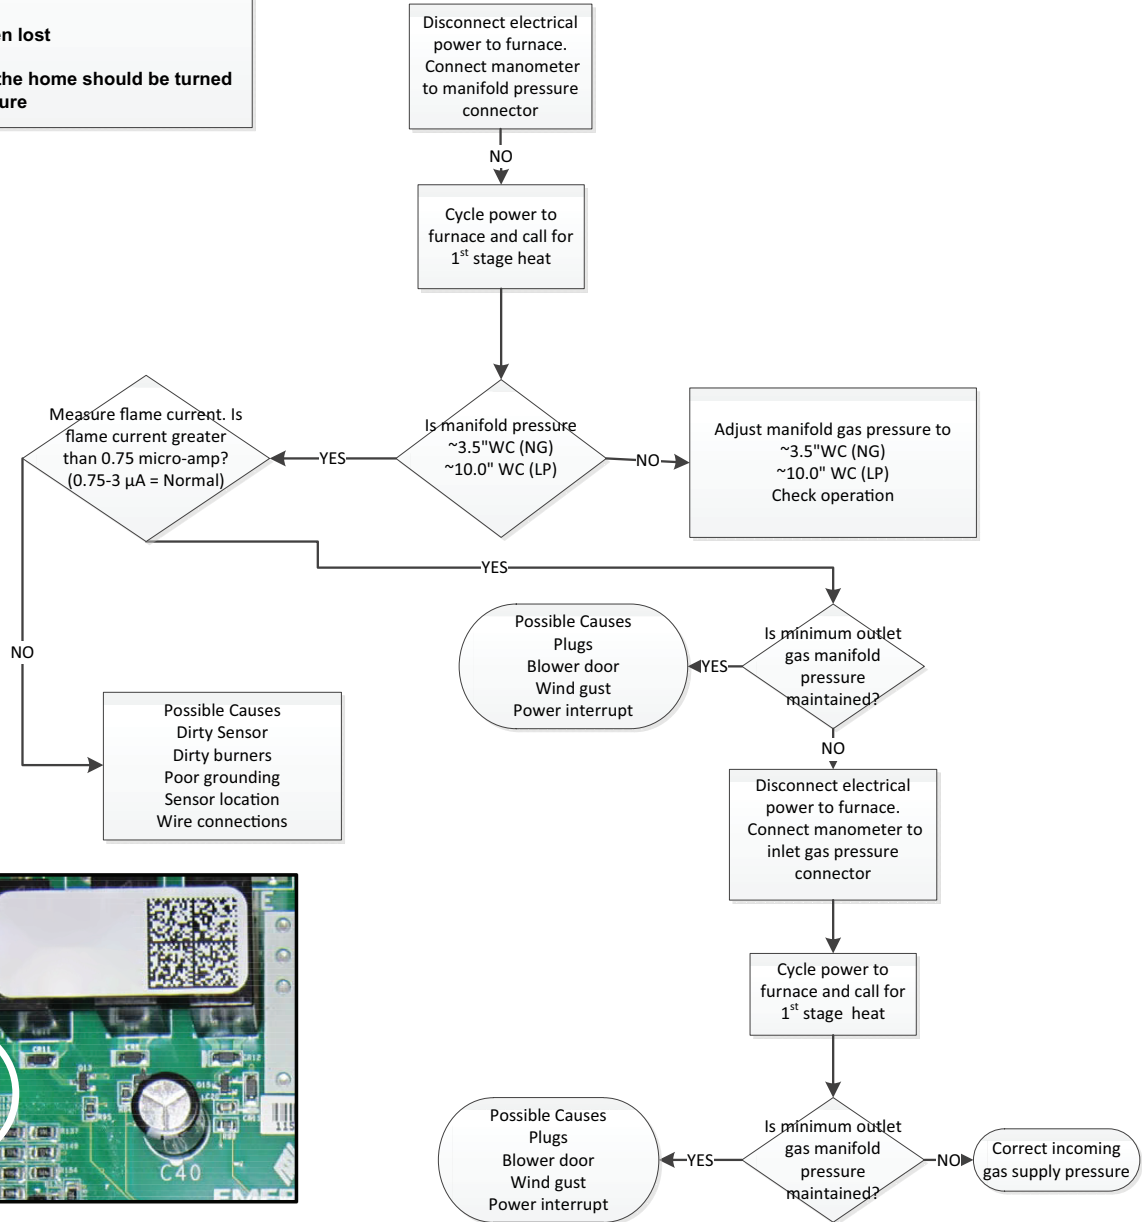 en lost
the home should be turned
ure
Disconnect electrical
power to furnace.
Connect manometer
to manifold pressure
connector
NO
Cycle power to
furnace and call for
1st stage heat
Measure flame current. Is
flame current greater
than 0.75 micro-amp?
(0.75-3 µA = Normal)
YES
Is manifold pressure
~3.5"WC (NG)
~10.0" WC (LP)
NO
Adjust manifold gas pressure to
~3.5"WC (NG)
~10.0" WC (LP)
Check operation
YES
NO
Possible Causes
Plugs
Blower door
Wind gust
Power interrupt
YES
Is minimum outlet
gas manifold
pressure
maintained?
NO
Possible Causes
Dirty Sensor
Dirty burners
Poor grounding
Sensor location
Wire connections
Disconnect electrical
power to furnace.
Connect manometer to
inlet gas pressure
connector
Cycle power to
furnace and call for
1st stage heat
Possible Causes
Plugs
Blower door
Wind gust
Power interrupt
YES
Is minimum outlet
gas manifold
pressure
maintained?
NO
Correct incoming
gas supply pressure
E
CR11
CR12
R137
C40